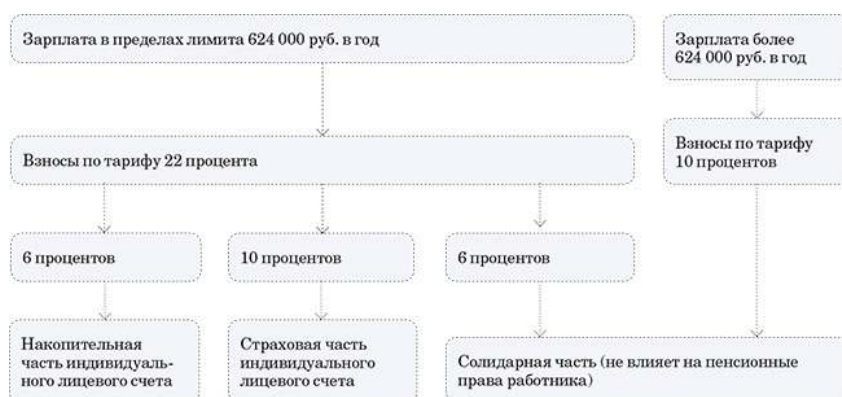 Зарплата в пределах лимита 624 000 руб. в год
Зарплата более
624 000 руб. в год
Взносы по тарифу 22 процента
Взносы по тарифу
10 процентов
6 процентов
10 процентов
6 процентов
Накопительная
часть индивидуаль-
ного лицевого счета
Страховая часть
индивидуального
лицевого счета
Солидарная часть (не влияет на пенсионные
права работника)